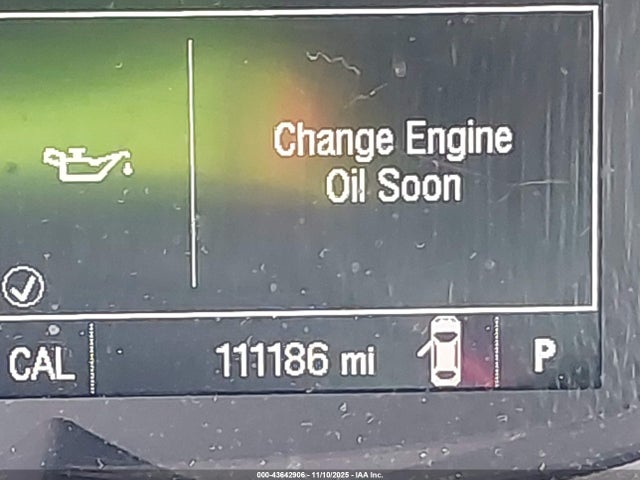 Change Engine
Oil Soon
CAL 111186 mi P
000-43642906 - 11/10/2025 - IAA Inc.